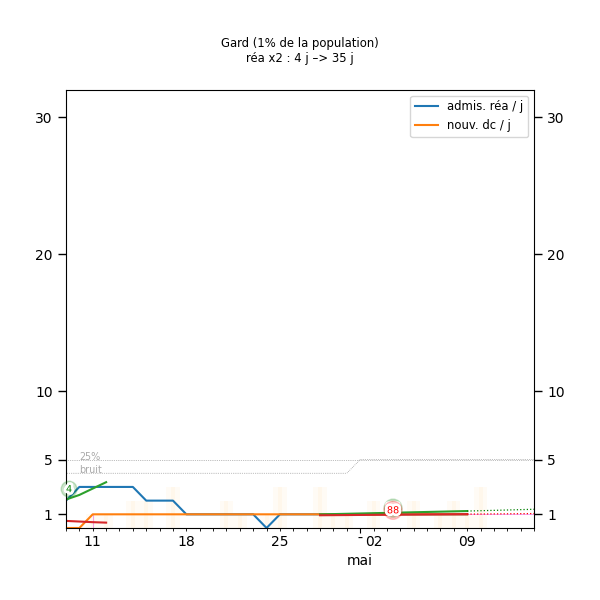 Gard (1% de la population)
réa x2 : 4 j –> 35 j
admis. réa / j
nouv. dc / j
30 30
20 20
10 10
5 5
25%
bruit
4
88
1 1
11 18 25 02 09
mai